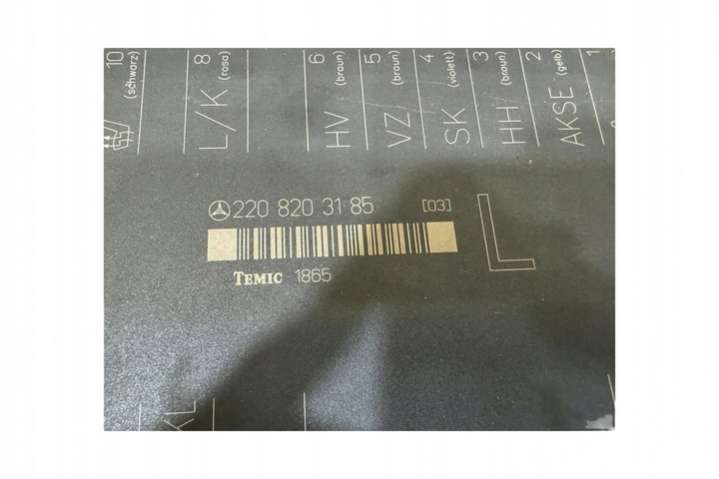 10
(schwarz)
L/K
8
(rosa)
HV
6
(braun)
VZ
5
(braun)
SK
4
(violett)
HH
3
(braun)
AKSE
2
(gelb)
1
220 820 31 85 [03]
L
TEMIC 1865